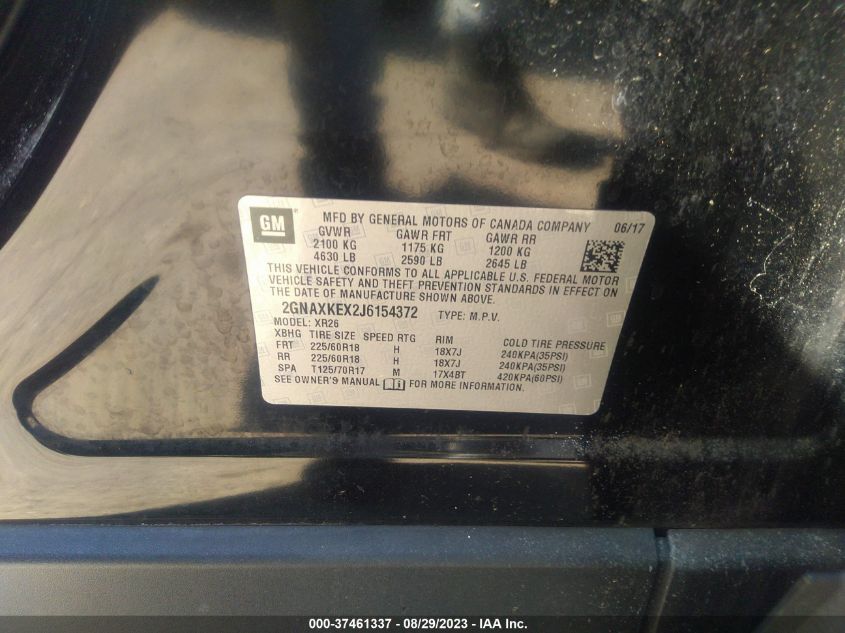 GM
MFD BY GENERAL MOTORS OF CANADA COMPANY 06/17
GVWR GAWR FRT GAWR RR
2100 KG 1175 KG 1200 KG
4630 LB 2590 LB 2645 LB
THIS VEHICLE CONFORMS TO ALL APPLICABLE U.S. FEDERAL MOTOR
VEHICLE SAFETY AND THEFT PREVENTION STANDARDS IN EFFECT ON
THE DATE OF MANUFACTURE SHOWN ABOVE.
2GNAXKEX2J6154372 TYPE: M.P.V.
MODEL: XR26
XBHG TIRE SIZE SPEED RTG RIM COLD TIRE PRESSURE
FRT 225/60R18 H 18X7J 240KPA(35PSI)
RR 225/60R18 H 18X7J 240KPA(35PSI)
SPA T125/70R17 M 17X4BT 420KPA(60PSI)
SEE OWNER'S MANUAL FOR MORE INFORMATION.
000-37461337 - 08/29/2023 - IAA Inc.